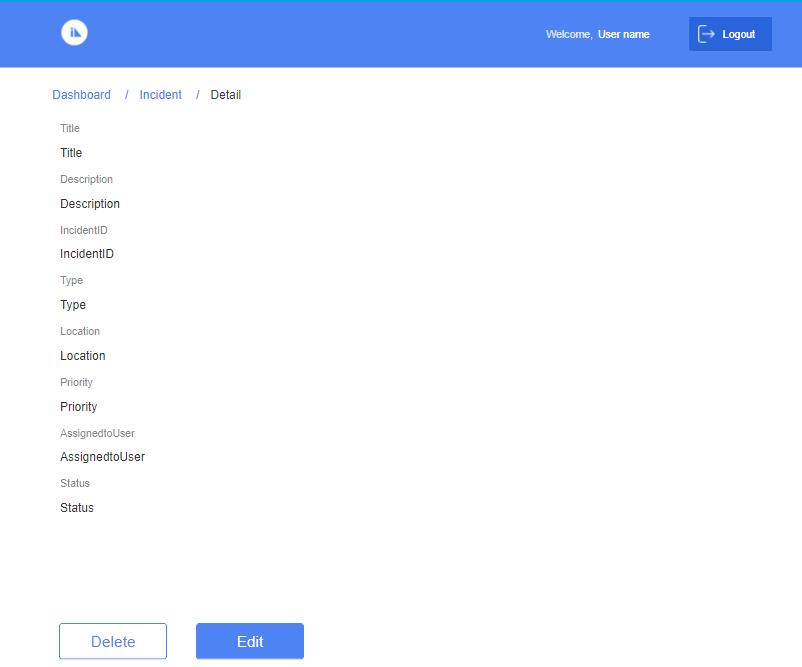 Welcome, User name
Logout
Dashboard / Incident / Detail
Title
Title
Description
Description
IncidentID
IncidentID
Type
Type
Location
Location
Priority
Priority
AssignedtoUser
AssignedtoUser
Status
Status
Delete
Edit